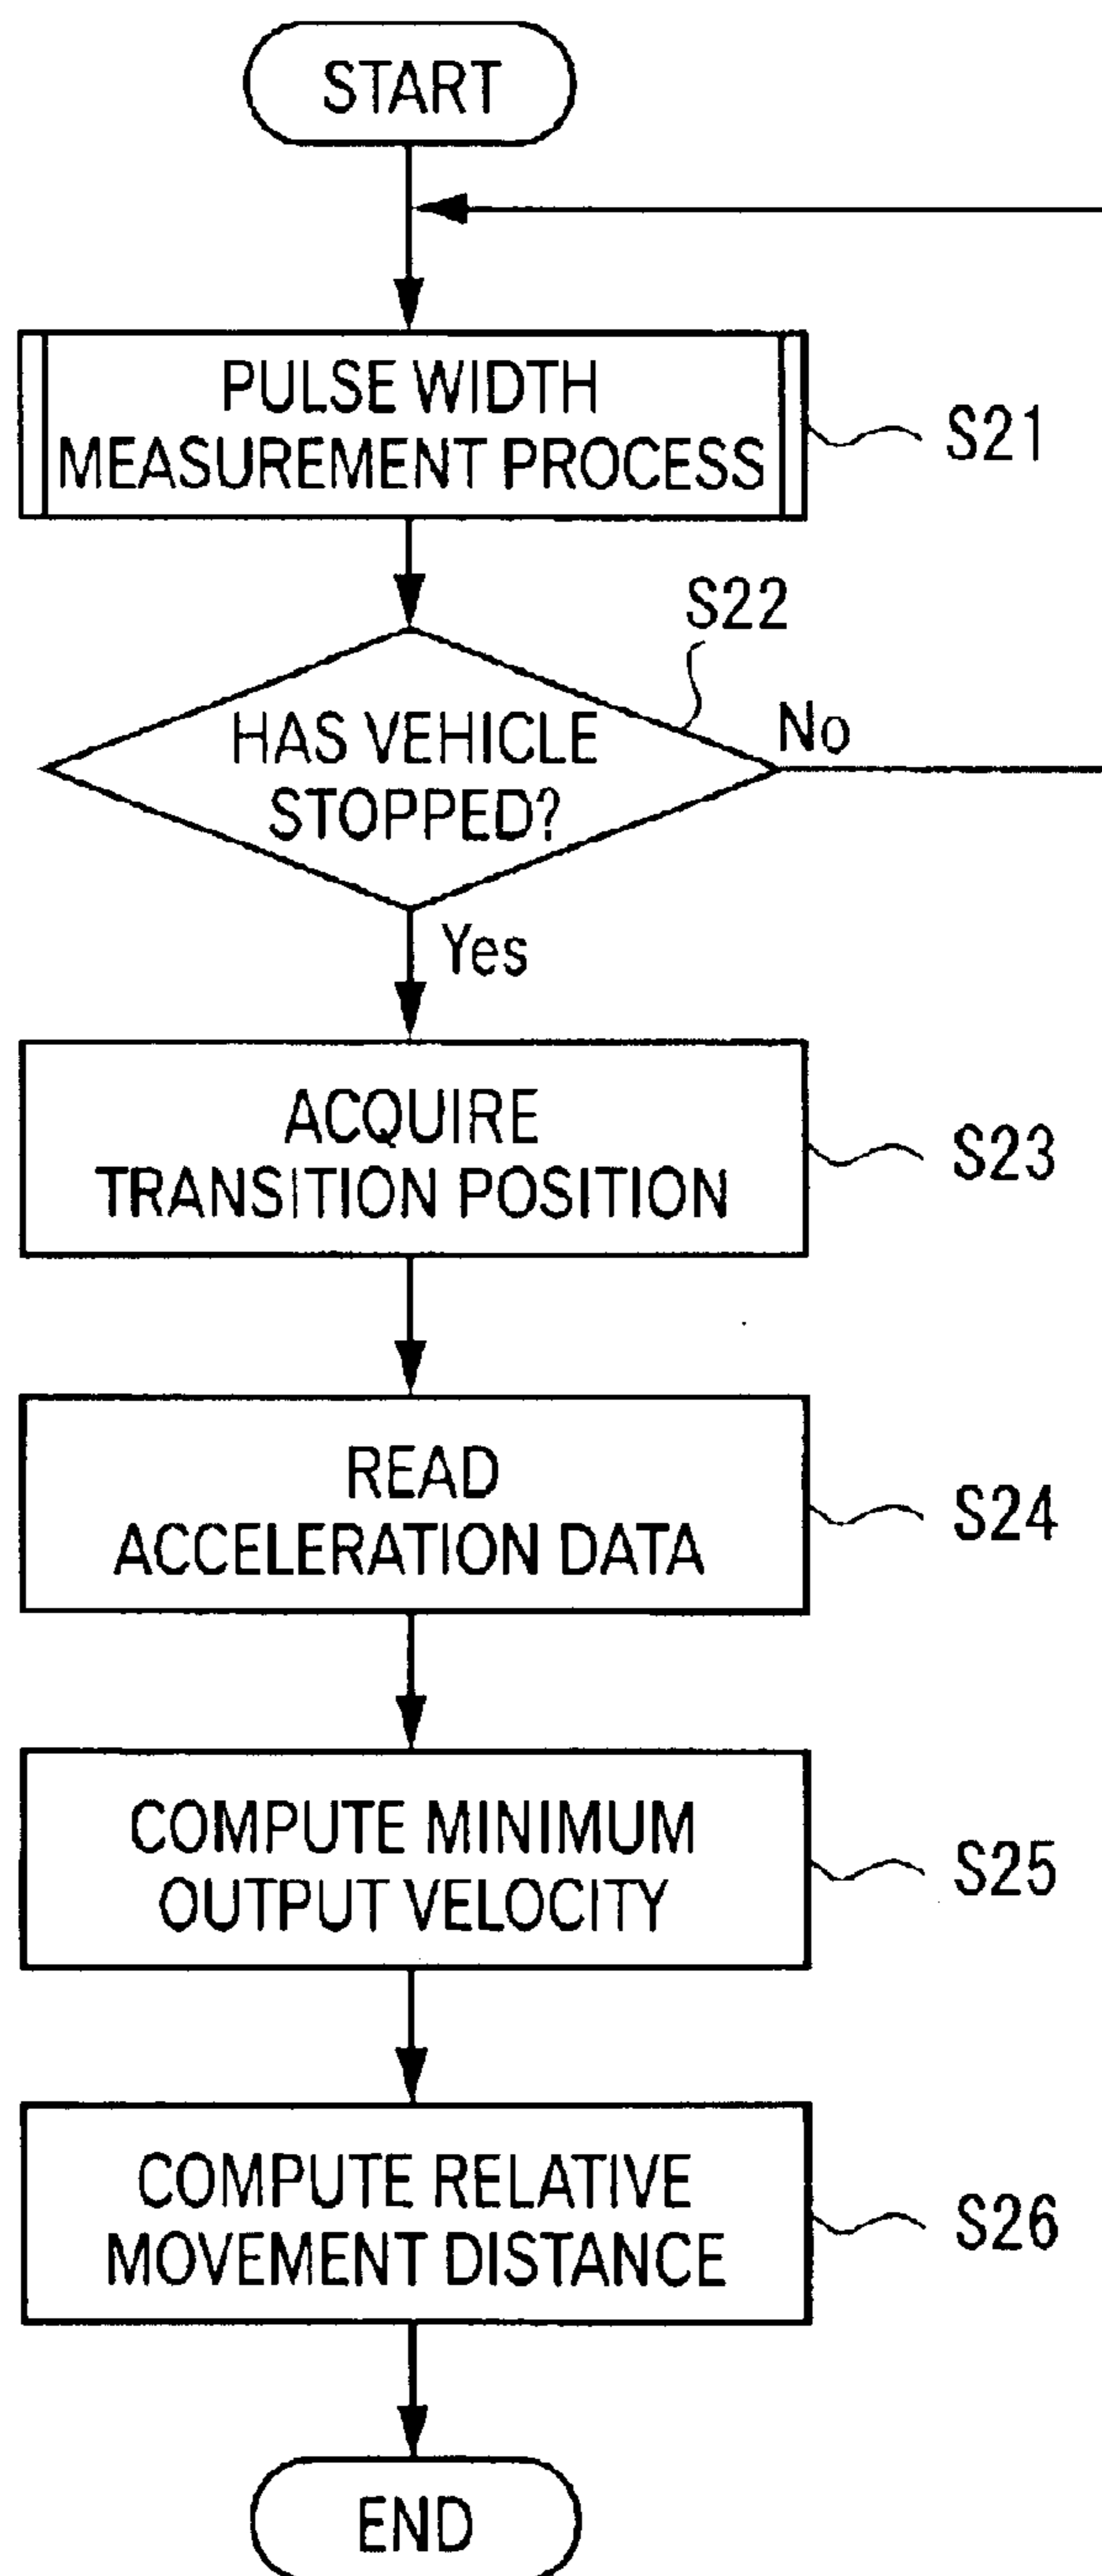 START
PULSE WIDTH
MEASUREMENT PROCESS
S21
S22
HAS VEHICLE
STOPPED?
No
Yes
ACQUIRE
TRANSITION POSITION
S23
READ
ACCELERATION DATA
S24
COMPUTE MINIMUM
OUTPUT VELOCITY
S25
COMPUTE RELATIVE
MOVEMENT DISTANCE
S26
END